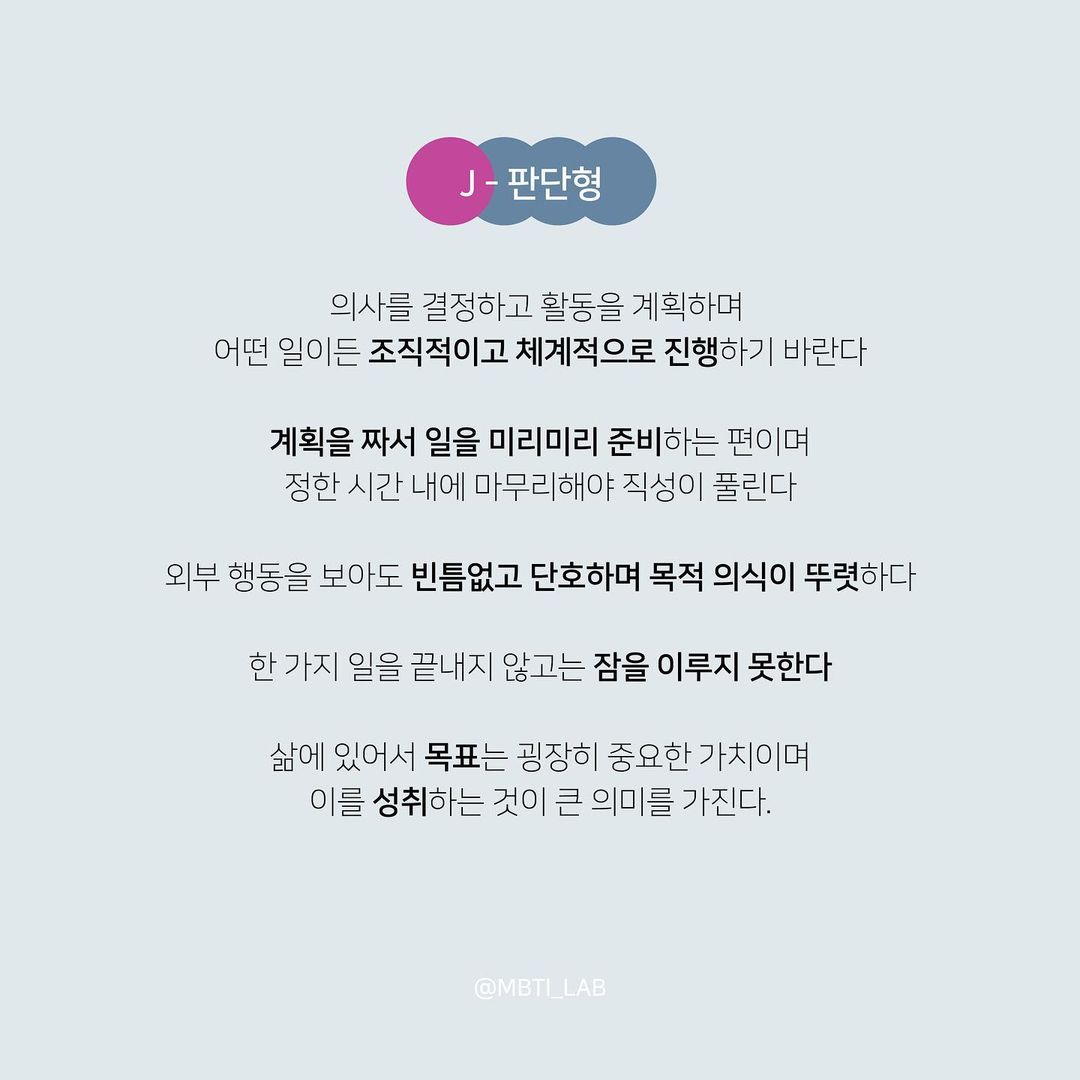 J - 판단형
의사를 결정하고 활동을 계획하며
어떤 일이든 조직적이고 체계적으로 진행하기 바란다
계획을 짜서 일을 미리미리 준비하는 편이며
정한 시간 내에 마무리해야 직성이 풀린다
외부 행동을 보아도 빈틈없고 단호하며 목적 의식이 뚜렷하다
한 가지 일을 끝내지 않고는 잠을 이루지 못한다
삶에 있어서 목표는 굉장히 중요한 가치이며
이를 성취하는 것이 큰 의미를 가진다.
@MBTI_LAB